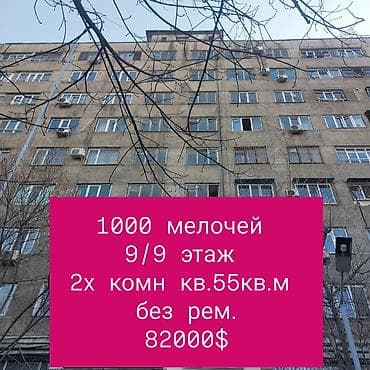 1000 мелочей
9/9 этаж
2х комн кв.55кв.м
без рем.
82000$